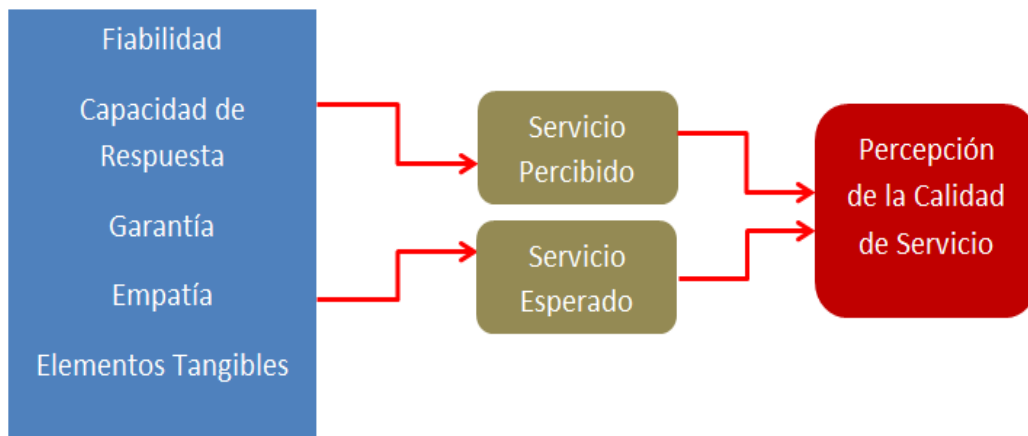 Fiabilidad
Capacidad de
Respuesta
Garantía
Empatía
Elementos Tangibles
Servicio
Percibido
Servicio
Esperado
Percepción
de la Calidad
de Servicio